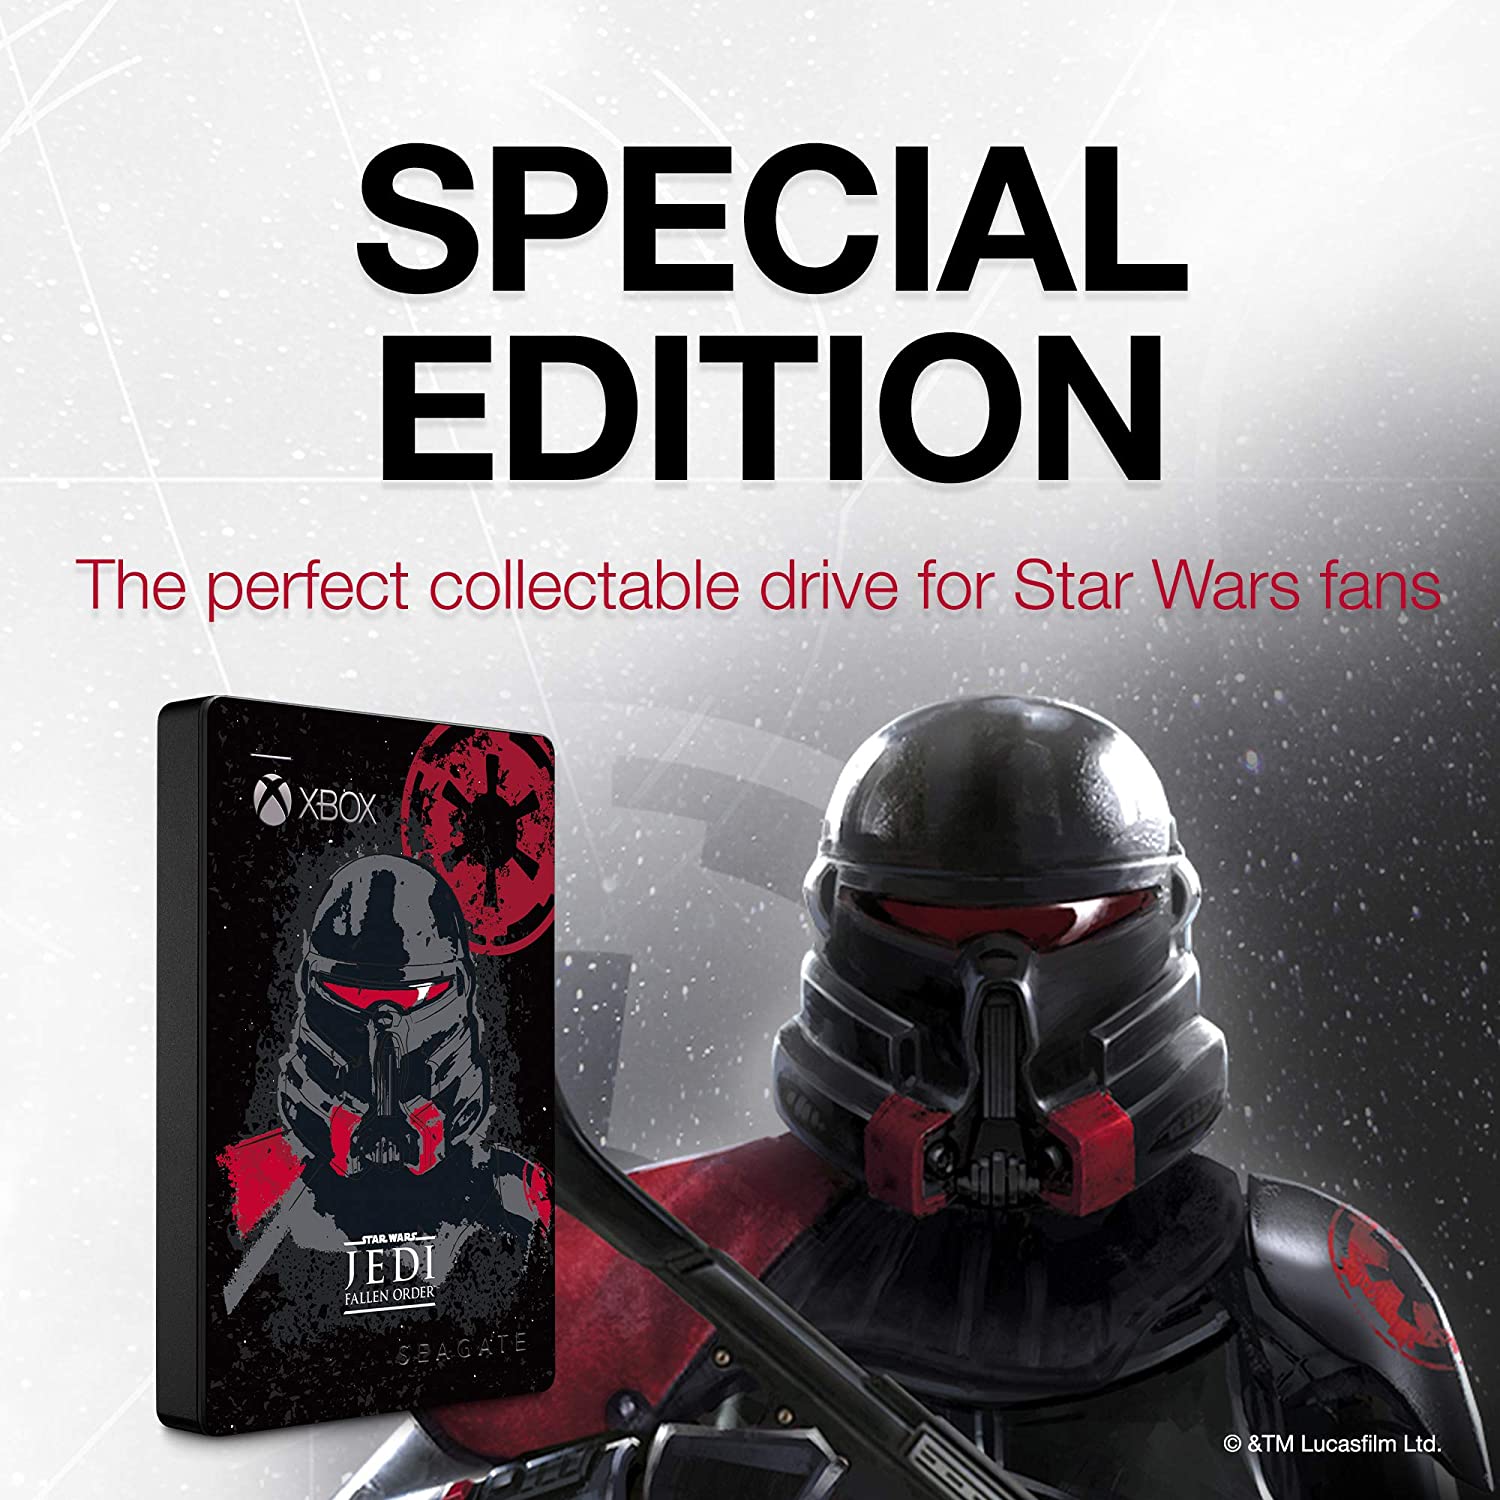 SPECIAL
EDITION
The perfect collectable drive for Star Wars fans
XBOX
STAR WARS
JEDI
FALLEN ORDER™
SEAGATE
© &TM Lucasfilm Ltd.